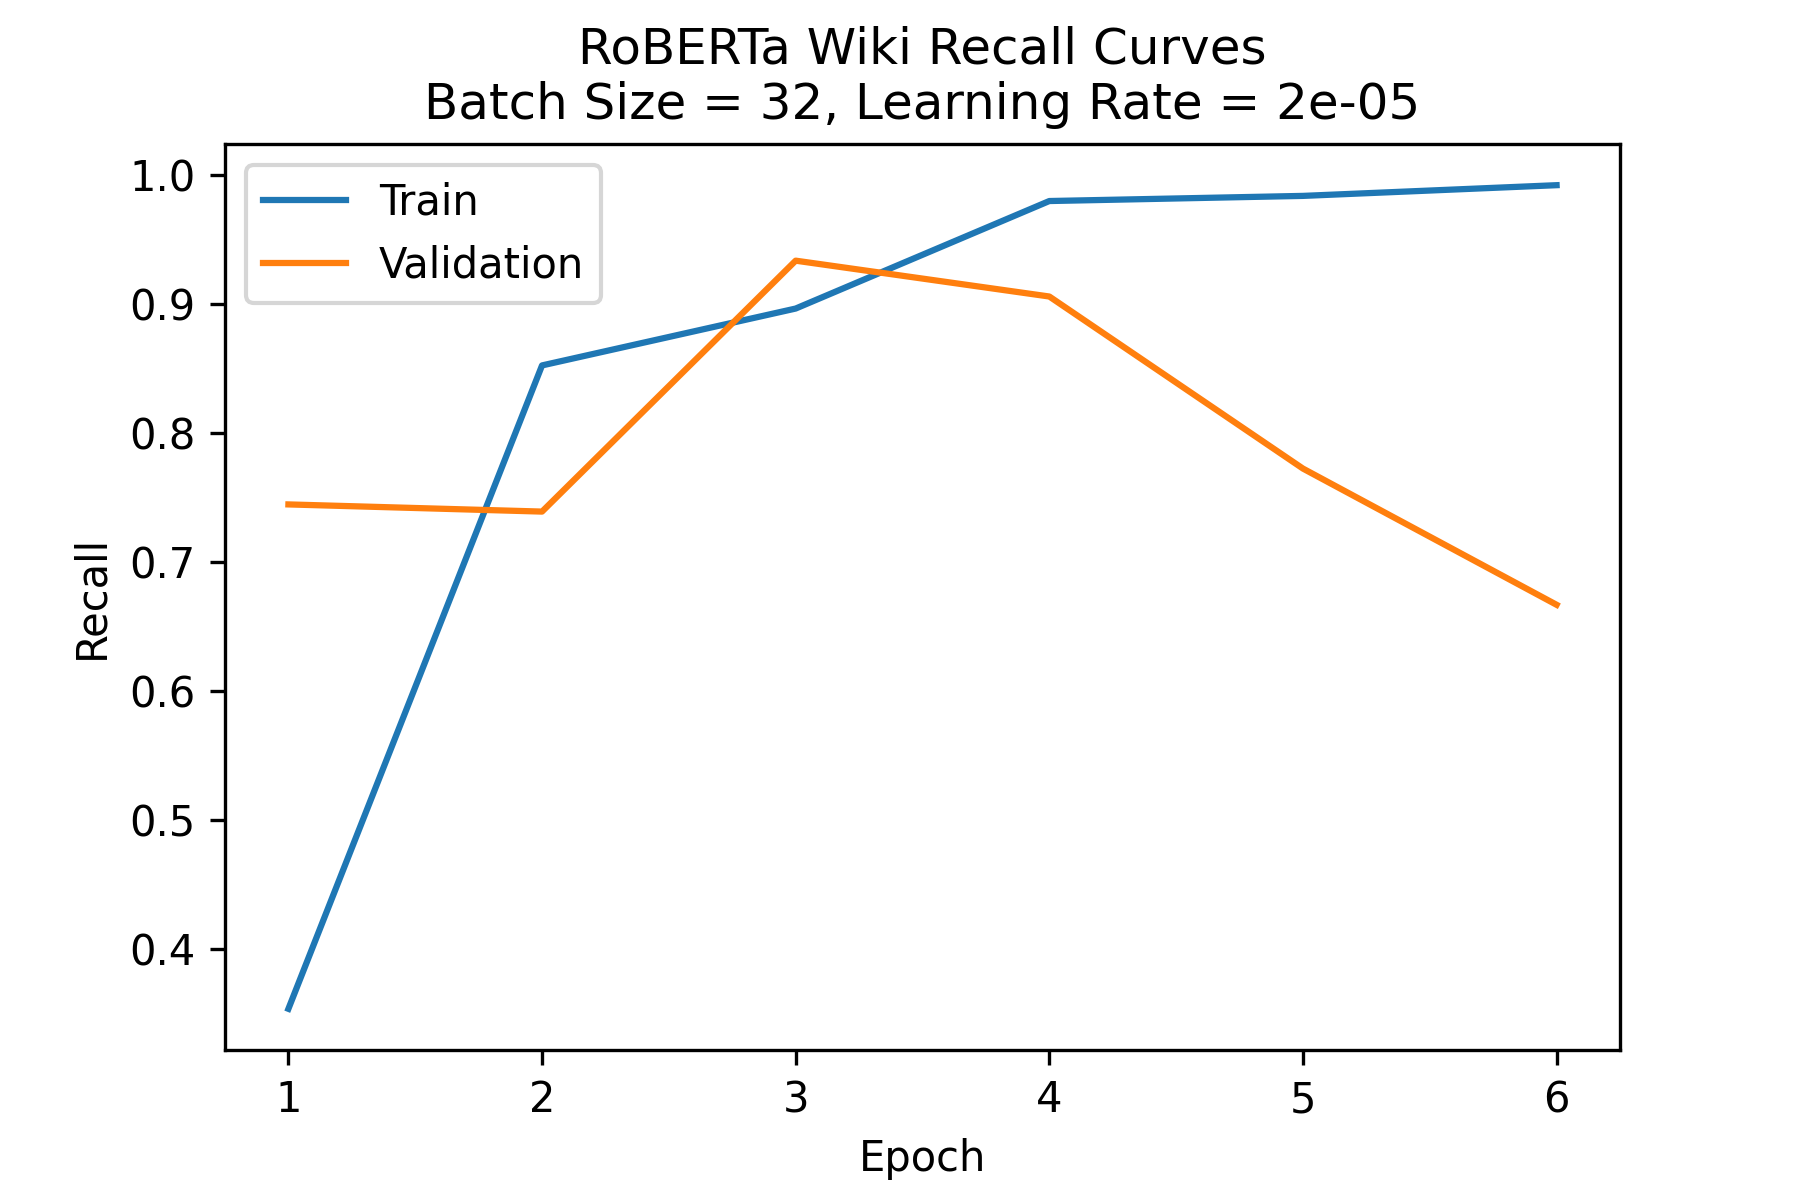 RoBERTa Wiki Recall Curves
Batch Size = 32, Learning Rate = 2e-05
Train
Validation
1.0
0.9
0.8
0.7
0.6
0.5
0.4
Recall
1 2 3 4 5 6
Epoch